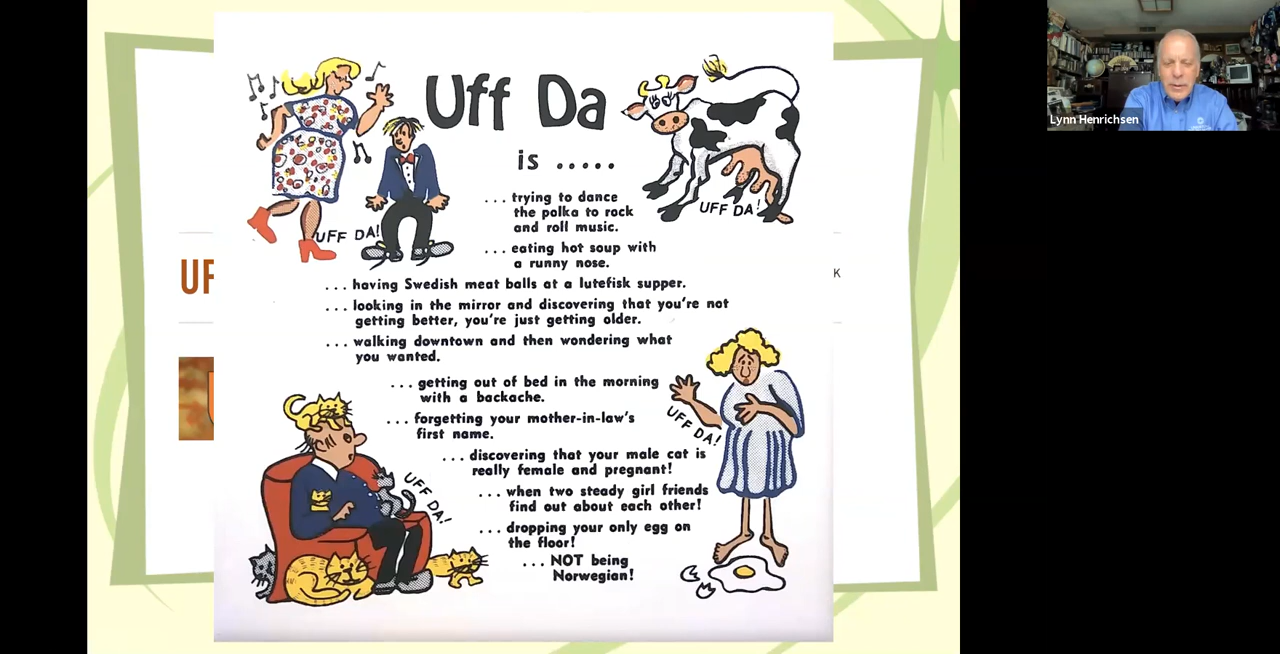 Uff Da
is .....
UFF DA!
UFF DA!
... trying to dance
the polka to rock
and roll music.
... eating hot soup with
a runny nose.
... having Swedish meat balls at a lutefisk supper.
... looking in the mirror and discovering that you're not
getting better, you're just getting older.
... walking downtown and then wondering what
you wanted.
... getting out of bed in the morning
with a backache.
... forgetting your mother-in-law's
first name.
... discovering that your male cat is
really female and pregnant!
... when two steady girl friends
find out about each other!
... dropping your only egg on
the floor!
... NOT being
Norwegian!
UFF DA!
UFF DA!
UF
K
Lynn Henrichsen